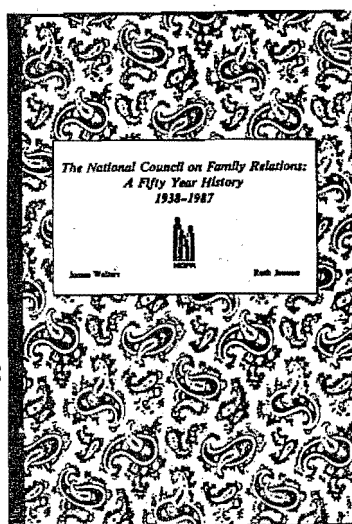 The National Council on Family Relations:
A Fifty Year History
1938–1987
NCFR
James Walters Ruth Jewson